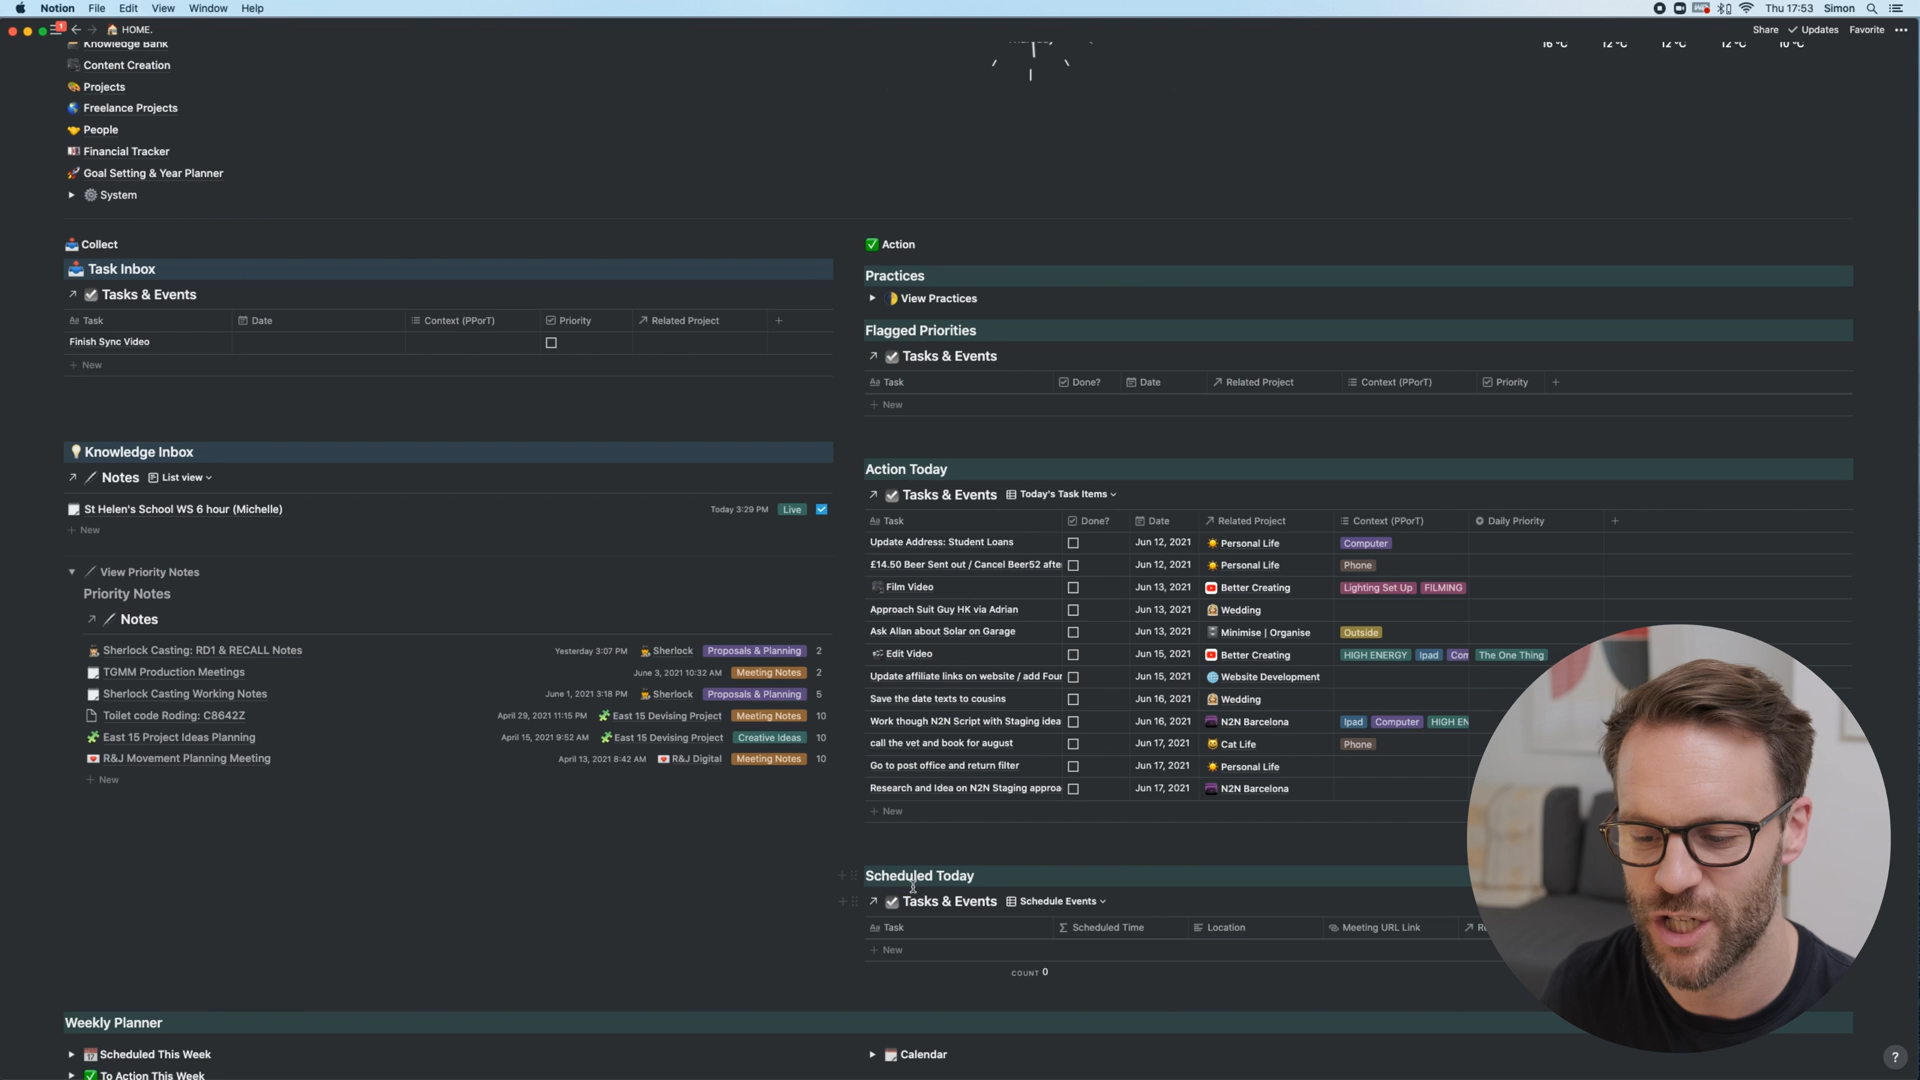 Notion File Edit View Window Help Thu 17:53 Simon
1
HOME. Share Updates Favorite
Knowledge Bank
16 ºC 12 ºC 12 ºC 12 ºC 10 ºC
Content Creation
Projects
Freelance Projects
People
Financial Tracker
Goal Setting & Year Planner
System
Collect
Task Inbox
Tasks & Events
Task Date Context (PPorT) Priority Related Project
Finish Sync Video
New
Knowledge Inbox
Notes List view
St Helen's School WS 6 hour (Michelle) Today 3:29 PM Live
New
View Priority Notes
Priority Notes
Notes
Sherlock Casting: RD1 & RECALL Notes Yesterday 3:07 PM Sherlock Proposals & Planning 2
TGMM Production Meetings June 3, 2021 10:32 AM Meeting Notes 2
Sherlock Casting Working Notes June 1, 2021 3:18 PM Sherlock Proposals & Planning 5
Toilet code Roding: C8642Z April 29, 2021 11:15 PM East 15 Devising Project Meeting Notes 10
East 15 Project Ideas Planning April 15, 2021 9:52 AM East 15 Devising Project Creative Ideas 10
R&J Movement Planning Meeting April 13, 2021 8:42 AM R&J Digital Meeting Notes 10
New
Action
Practices
View Practices
Flagged Priorities
Tasks & Events
Task Done? Date Related Project Context (PPorT) Priority
New
Action Today
Tasks & Events Today's Task Items
Task Done? Date Related Project Context (PPorT) Daily Priority
Update Address: Student Loans Jun 12, 2021 Personal Life Computer
£14.50 Beer Sent out / Cancel Beer52 afte Jun 12, 2021 Personal Life Phone
Film Video Jun 13, 2021 Better Creating Lighting Set Up FILMING
Approach Suit Guy HK via Adrian Jun 13, 2021 Wedding
Ask Allan about Solar on Garage Jun 13, 2021 Minimise | Organise Outside
Edit Video Jun 15, 2021 Better Creating HIGH ENERGY Ipad Com The One Thing
Update affiliate links on website / add Four Jun 15, 2021 Website Development
Save the date texts to cousins Jun 16, 2021 Wedding
Work though N2N Script with Staging idea Jun 16, 2021 N2N Barcelona Ipad Computer HIGH EN
call the vet and book for august Jun 17, 2021 Cat Life Phone
Go to post office and return filter Jun 17, 2021 Personal Life
Research and Idea on N2N Staging approa Jun 17, 2021 N2N Barcelona
New
Scheduled Today
Tasks & Events Schedule Events
Task Scheduled Time Location Meeting URL Link
New
COUNT 0
Weekly Planner
17 Scheduled This Week
To Action This Week
Calendar
?